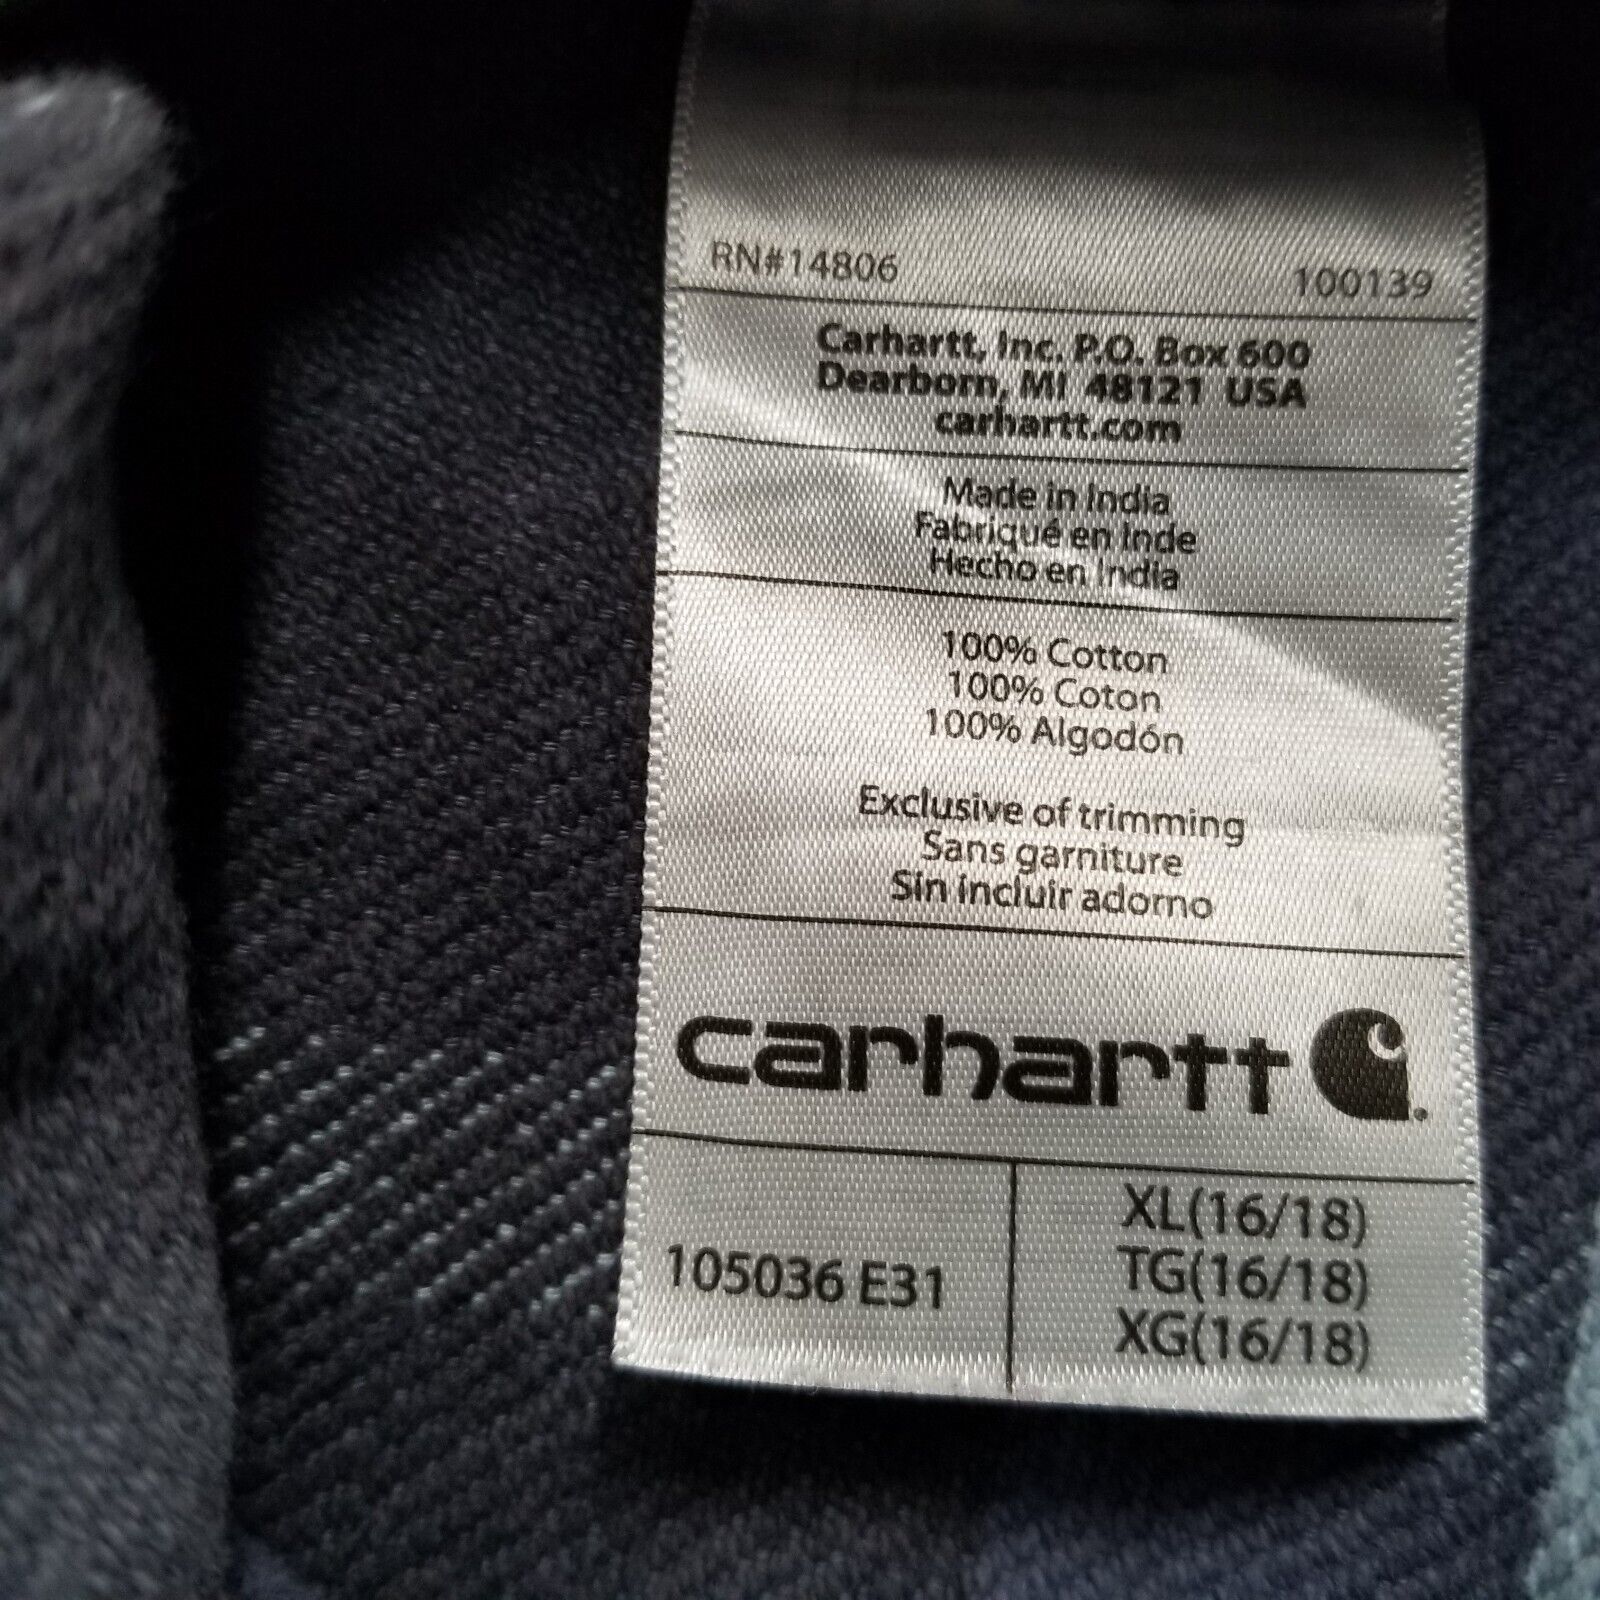 RN#14806 100139
Carhartt, Inc. P.O. Box 600
Dearborn, MI 48121 USA
carhartt.com
Made in India
Fabriqué en Inde
Hecho en India
100% Cotton
100% Coton
100% Algodón
Exclusive of trimming
Sans garniture
Sin incluir adorno
carhartt
105036 E31
XL(16/18)
TG(16/18)
XG(16/18)